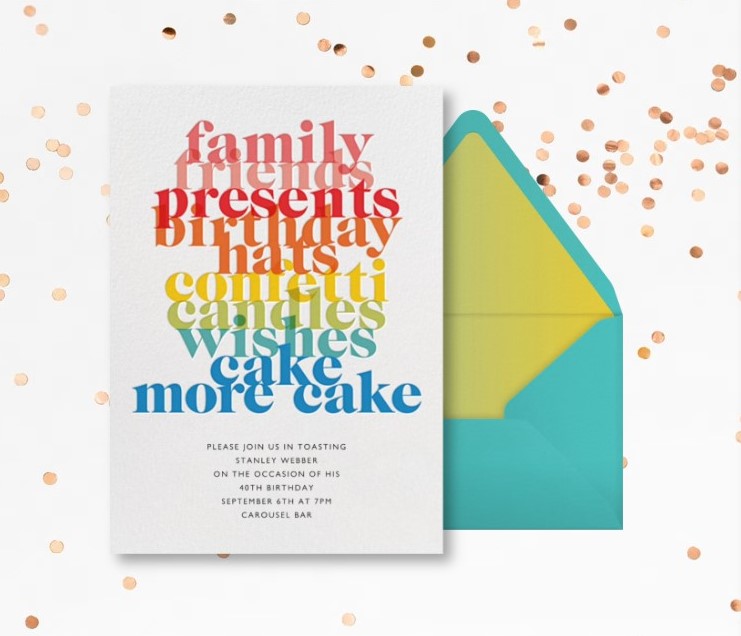 family
friends
presents
birthday
hats
confetti
candles
wishes
cake
more cake
PLEASE JOIN US IN TOASTING
STANLEY WEBBER
ON THE OCCASION OF HIS
40TH BIRTHDAY
SEPTEMBER 6TH AT 7PM
CAROUSEL BAR